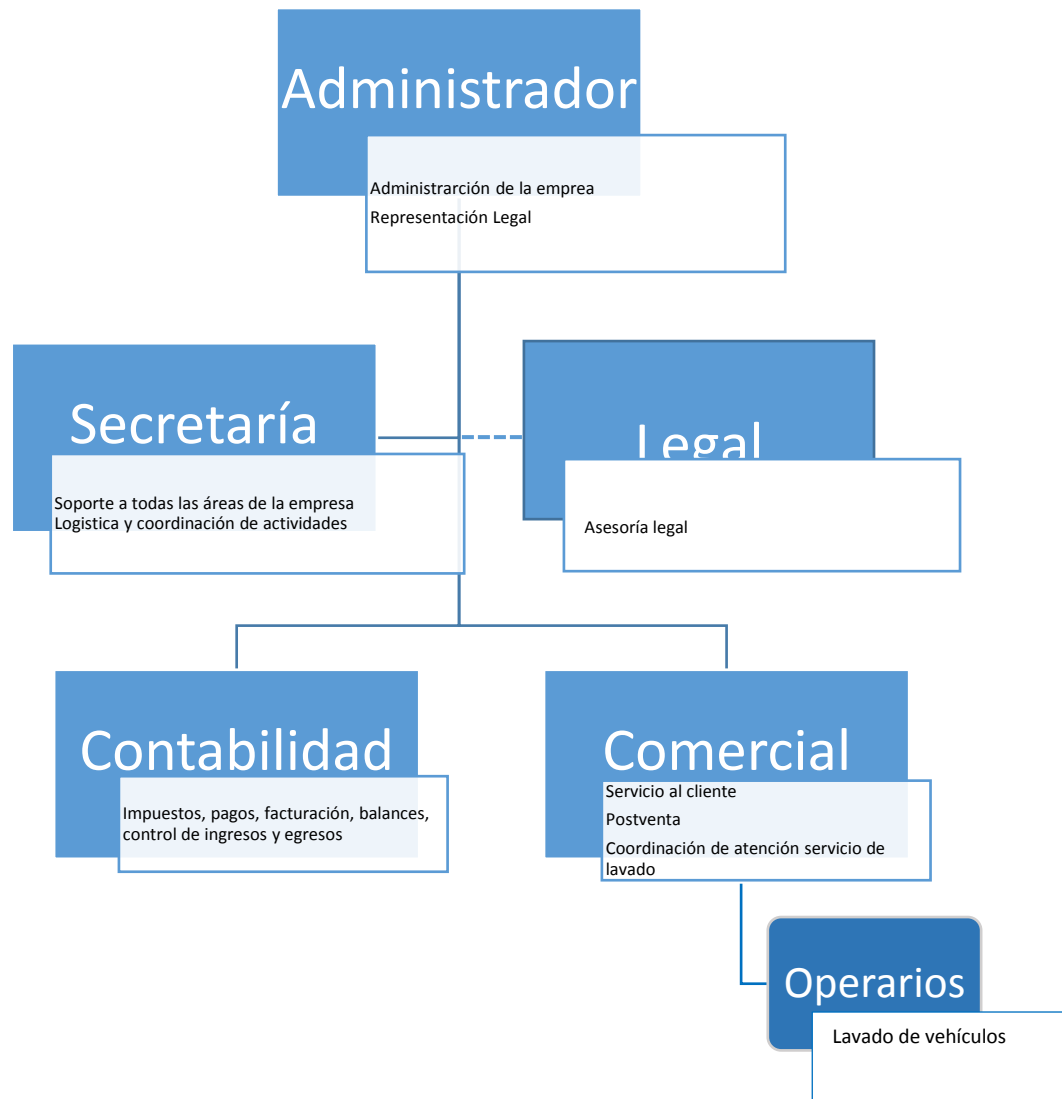 Administrador
Administrarción de la emprea
Representación Legal
Secretaría
Soporte a todas las áreas de la empresa
Logistica y coordinación de actividades
Legal
Asesoría legal
Contabilidad
Impuestos, pagos, facturación, balances,
control de ingresos y egresos
Comercial
Servicio al cliente
Postventa
Coordinación de atención servicio de
lavado
Operarios
Lavado de vehículos